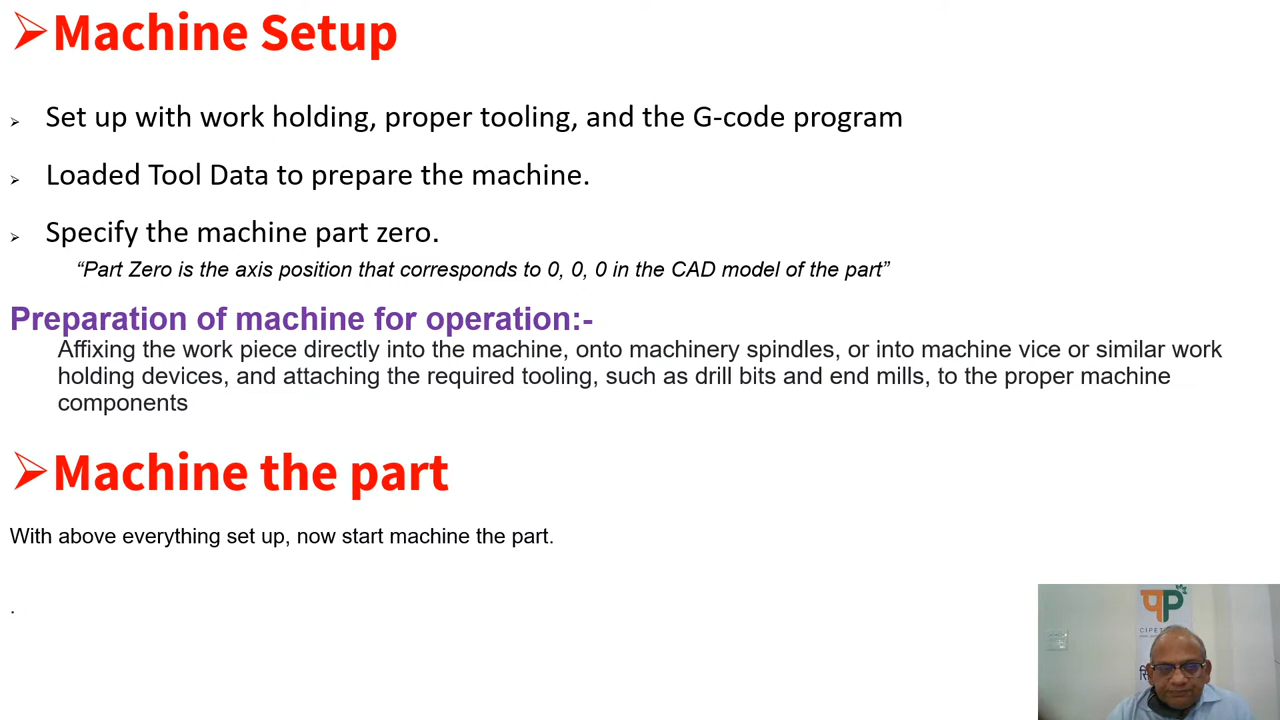 ➢Machine Setup
➢ Set up with work holding, proper tooling, and the G-code program
➢ Loaded Tool Data to prepare the machine.
➢ Specify the machine part zero.
“Part Zero is the axis position that corresponds to 0, 0, 0 in the CAD model of the part”
Preparation of machine for operation:-
Affixing the work piece directly into the machine, onto machinery spindles, or into machine vice or similar work
holding devices, and attaching the required tooling, such as drill bits and end mills, to the proper machine
components
➢Machine the part
With above everything set up, now start machine the part.
.